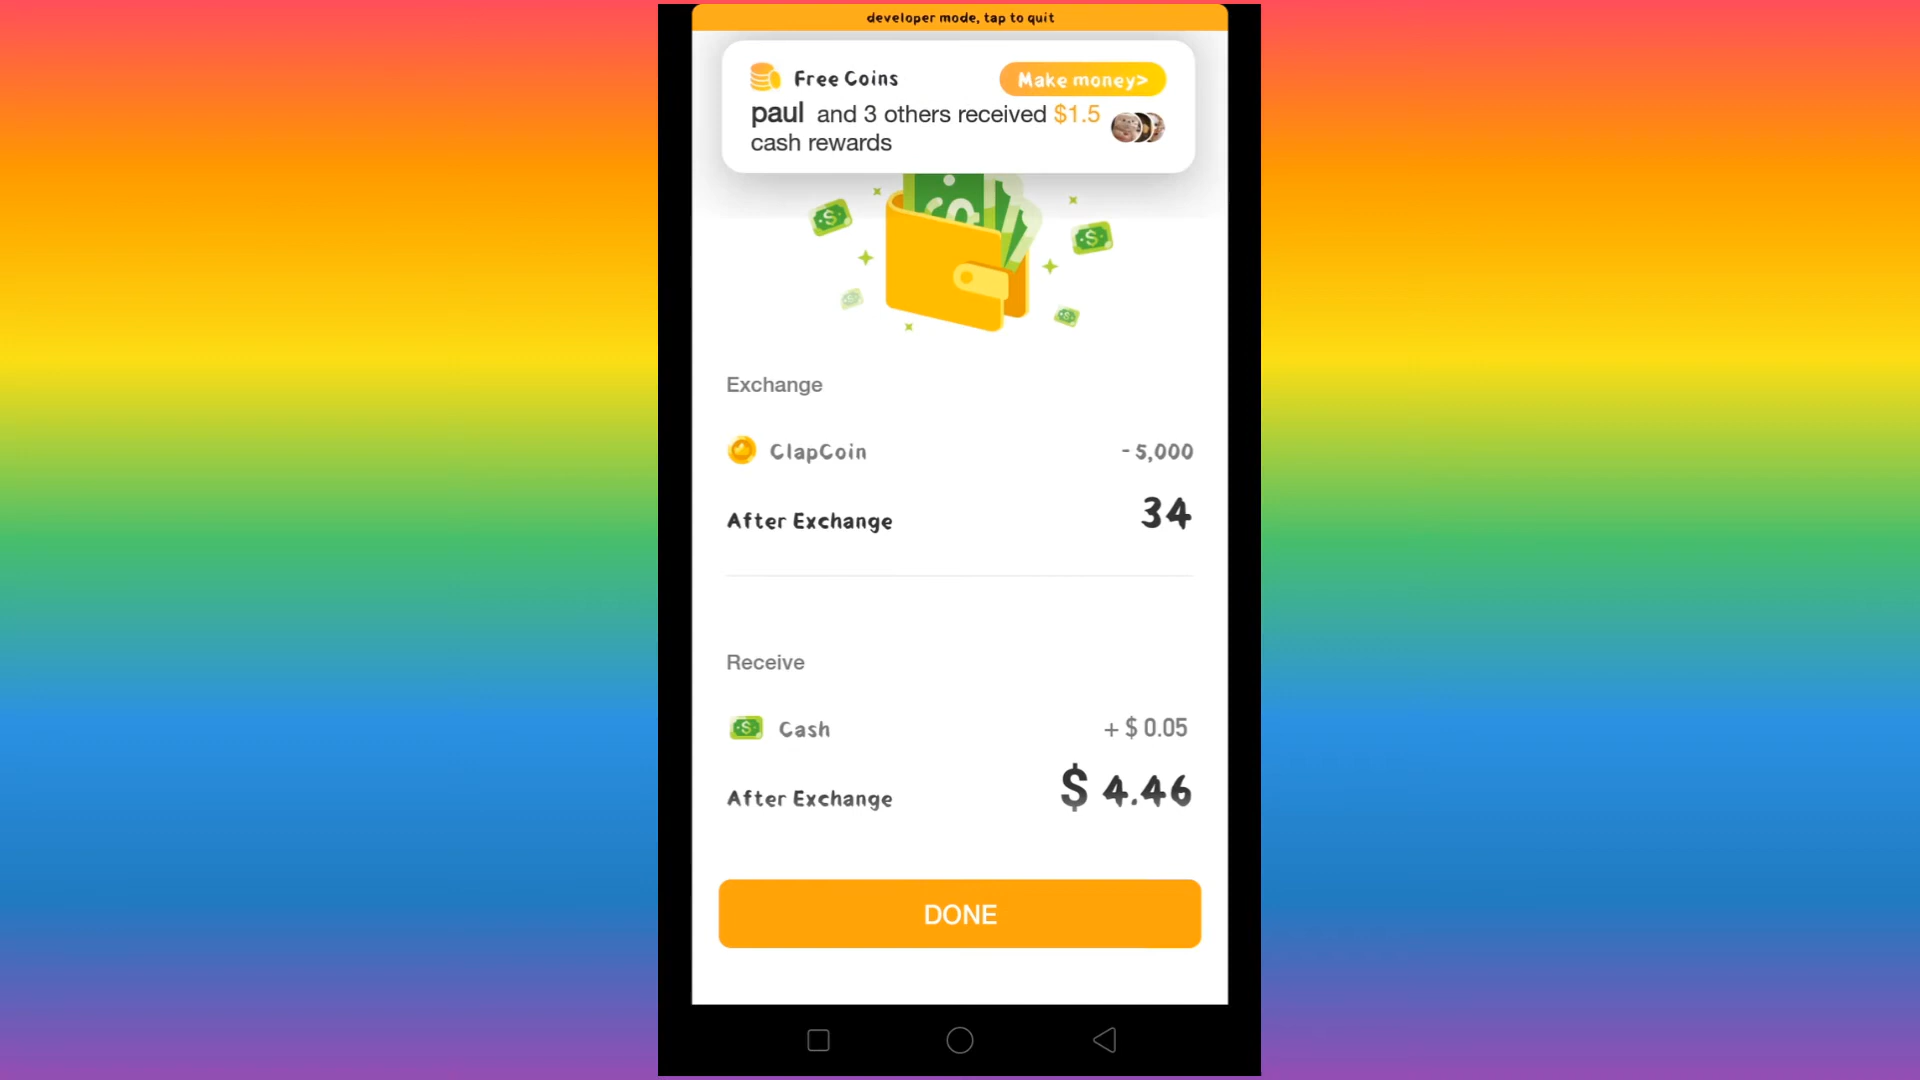 developer mode, tap to quit
Free Coins
Make money>
paul and 3 others received $1.5
cash rewards
Exchange
ClapCoin - 5,000
After Exchange 34
Receive
Cash + $ 0.05
After Exchange $ 4.46
DONE